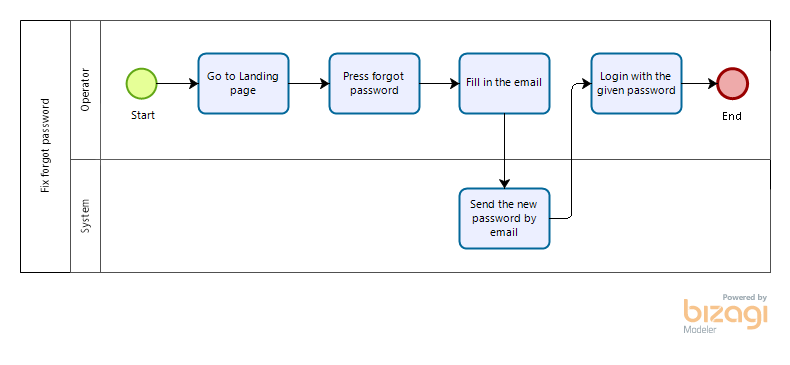 Fix forgot password
Operator
Start
Go to Landing
page
Press forgot
password
Fill in the email
Login with the
given password
End
System
Send the new
password by
email
Powered by
bizagi
Modeler